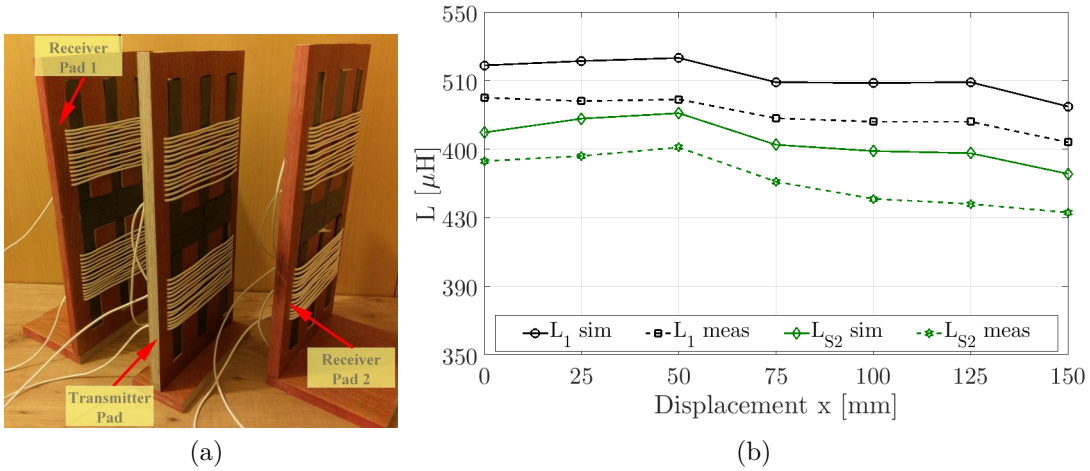 Receiver
Pad 1
Transmitter
Pad
Receiver
Pad 2
(a)
550
510
400
430
390
350
L [μH]
0 25 50 75 100 125 150
Displacement x [mm]
L1 sim L1 meas LS2 sim LS2 meas
(b)